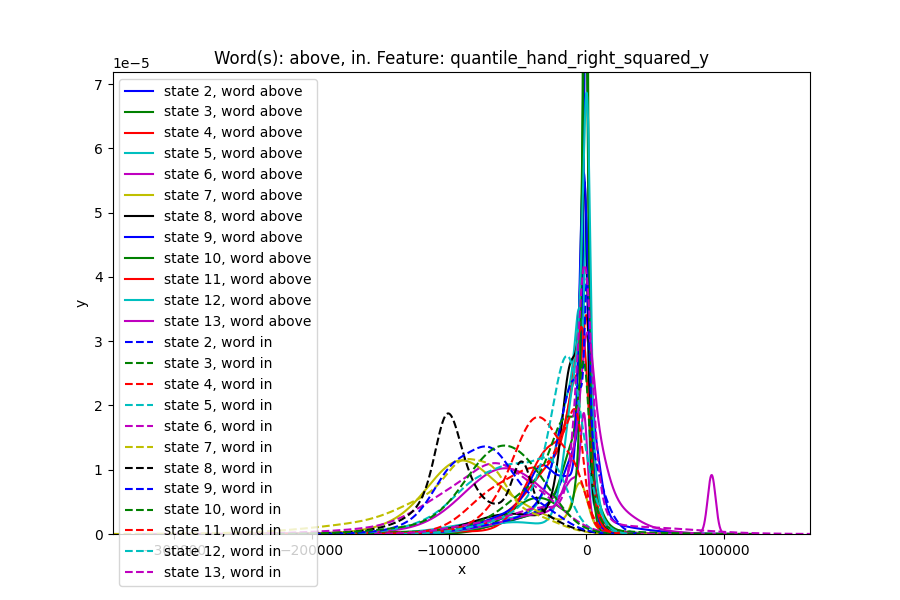 Word(s): above, in. Feature: quantile_hand_right_squared_y
1e−5
7
6
5
4
3
2
1
0
y
state 2, word above
state 3, word above
state 4, word above
state 5, word above
state 6, word above
state 7, word above
state 8, word above
state 9, word above
state 10, word above
state 11, word above
state 12, word above
state 13, word above
state 2, word in
state 3, word in
state 4, word in
state 5, word in
state 6, word in
state 7, word in
state 8, word in
state 9, word in
state 10, word in
state 11, word in
state 12, word in
state 13, word in
−300000 −200000 −100000 0 100000
x